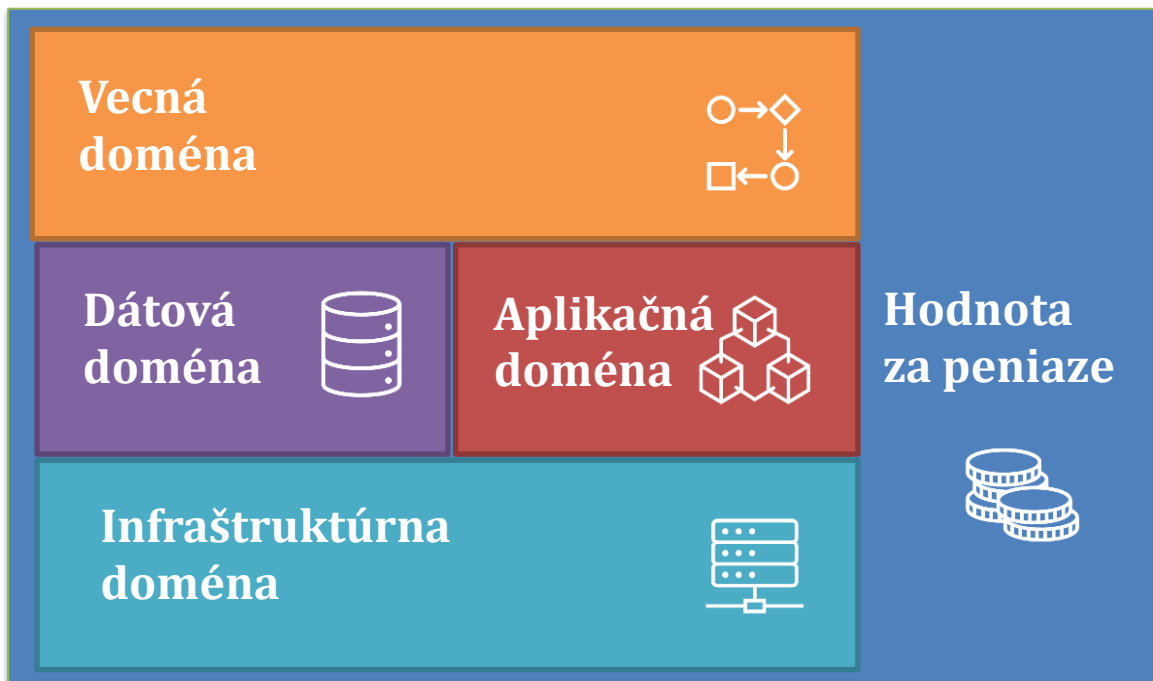 Vecná
doména
Dátová
doména
Aplikačná
doména
Hodnota
za peniaze
Infraštruktúrna
doména